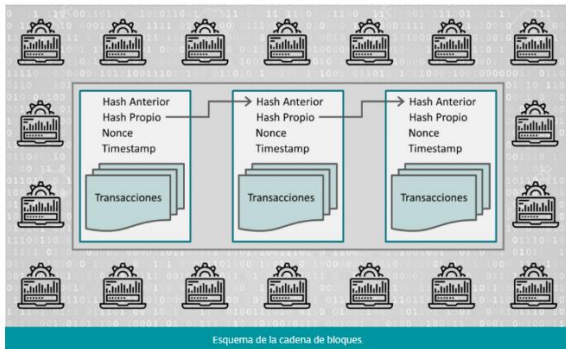 Hash Anterior
Hash Propio
Nonce
Timestamp
Transacciones
Hash Anterior
Hash Propio
Nonce
Timestamp
Transacciones
Hash Anterior
Hash Propio
Nonce
Timestamp
Transacciones
Esquema de la cadena de bloques.